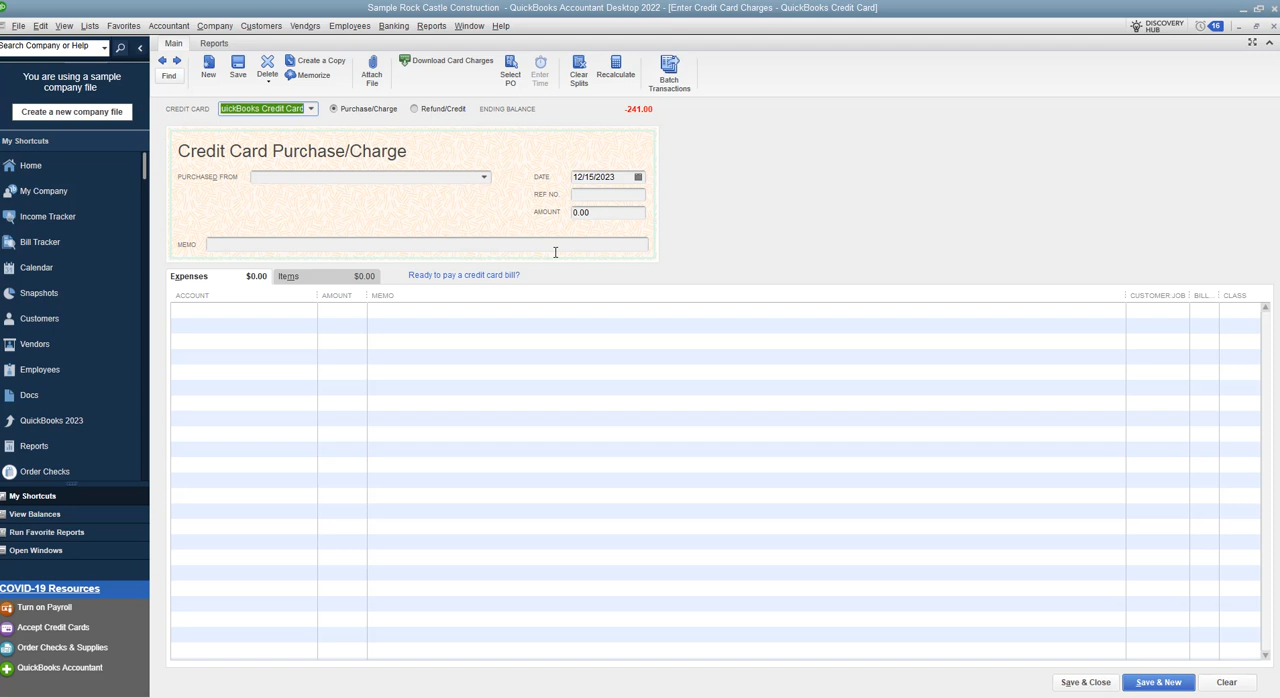 Sample Rock Castle Construction - QuickBooks Accountant Desktop 2022 - [Enter Credit Card Charges - QuickBooks Credit Card]
File Edit View Lists Favorites Accountant Company Customers Vendors Employees Banking Reports Window Help
DISCOVERY HUB
16
Search Company or Help
You are using a sample
company file
Create a new company file
My Shortcuts
Home
My Company
Income Tracker
Bill Tracker
Calendar
Snapshots
Customers
Vendors
Employees
Docs
QuickBooks 2023
Reports
Order Checks
My Shortcuts
View Balances
Run Favorite Reports
Open Windows
COVID-19 Resources
Turn on Payroll
Accept Credit Cards
Order Checks & Supplies
QuickBooks Accountant
Main Reports
Find
New
Save
Delete
Create a Copy
Memorize
Attach
File
Download Card Charges
Select
PO
Enter
Time
Clear
Splits
Recalculate
Batch
Transactions
CREDIT CARD uickBooks Credit Card Purchase/Charge Refund/Credit ENDING BALANCE -241.00
Credit Card Purchase/Charge
PURCHASED FROM
DATE 12/15/2023
REF NO.
AMOUNT 0.00
MEMO
Expenses $0.00 Items $0.00 Ready to pay a credit card bill?
ACCOUNT AMOUNT MEMO CUSTOMER:JOB BILL... CLASS
Save & Close Save & New Clear